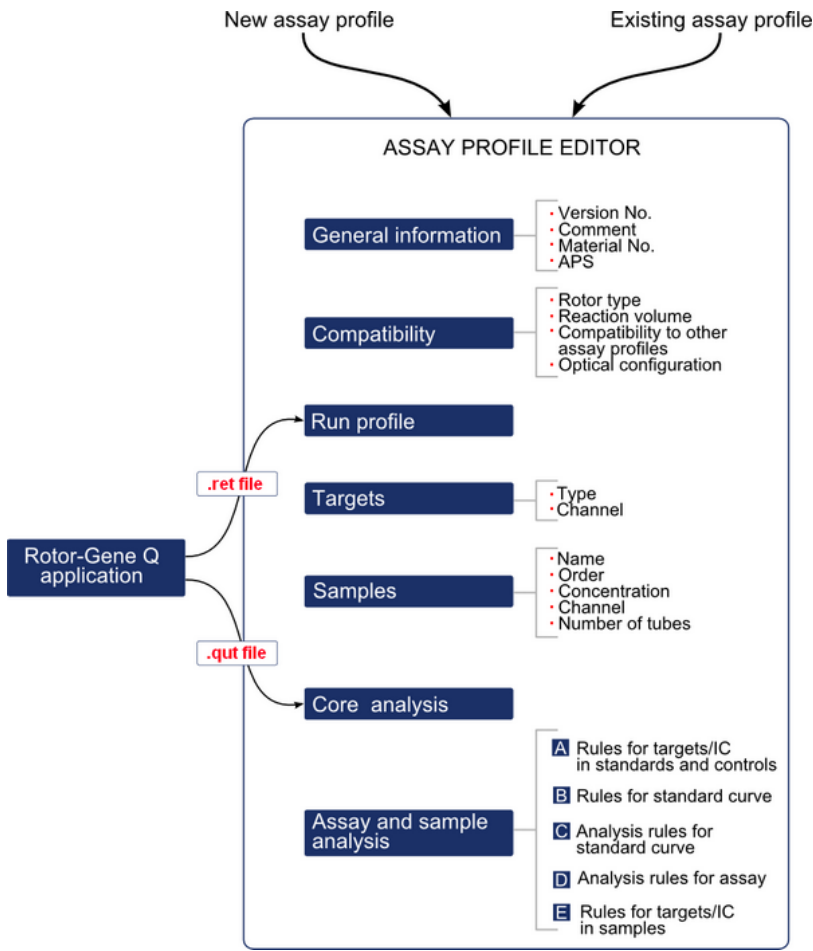 New assay profile
Existing assay profile
ASSAY PROFILE EDITOR
General information
· Version No.
· Comment
· Material No.
· APS
Compatibility
· Rotor type
· Reaction volume
· Compatibility to other
assay profiles
· Optical configuration
Run profile
.ret file
Targets
· Type
· Channel
Rotor-Gene Q
application
Samples
· Name
· Order
· Concentration
· Channel
· Number of tubes
.qut file
Core analysis
Assay and sample
analysis
A Rules for targets/IC
in standards and controls
B Rules for standard curve
C Analysis rules for
standard curve
D Analysis rules for assay
E Rules for targets/IC
in samples